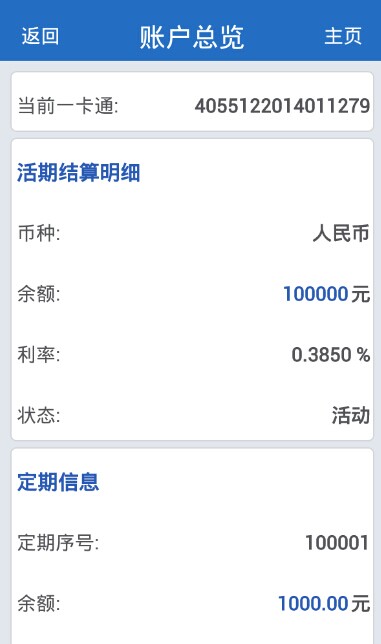 返回 账户总览 主页
当前一卡通: 4055122014011279
活期结算明细
币种: 人民币
余额: 100000元
利率: 0.3850 %
状态: 活动
定期信息
定期序号: 100001
余额: 1000.00元